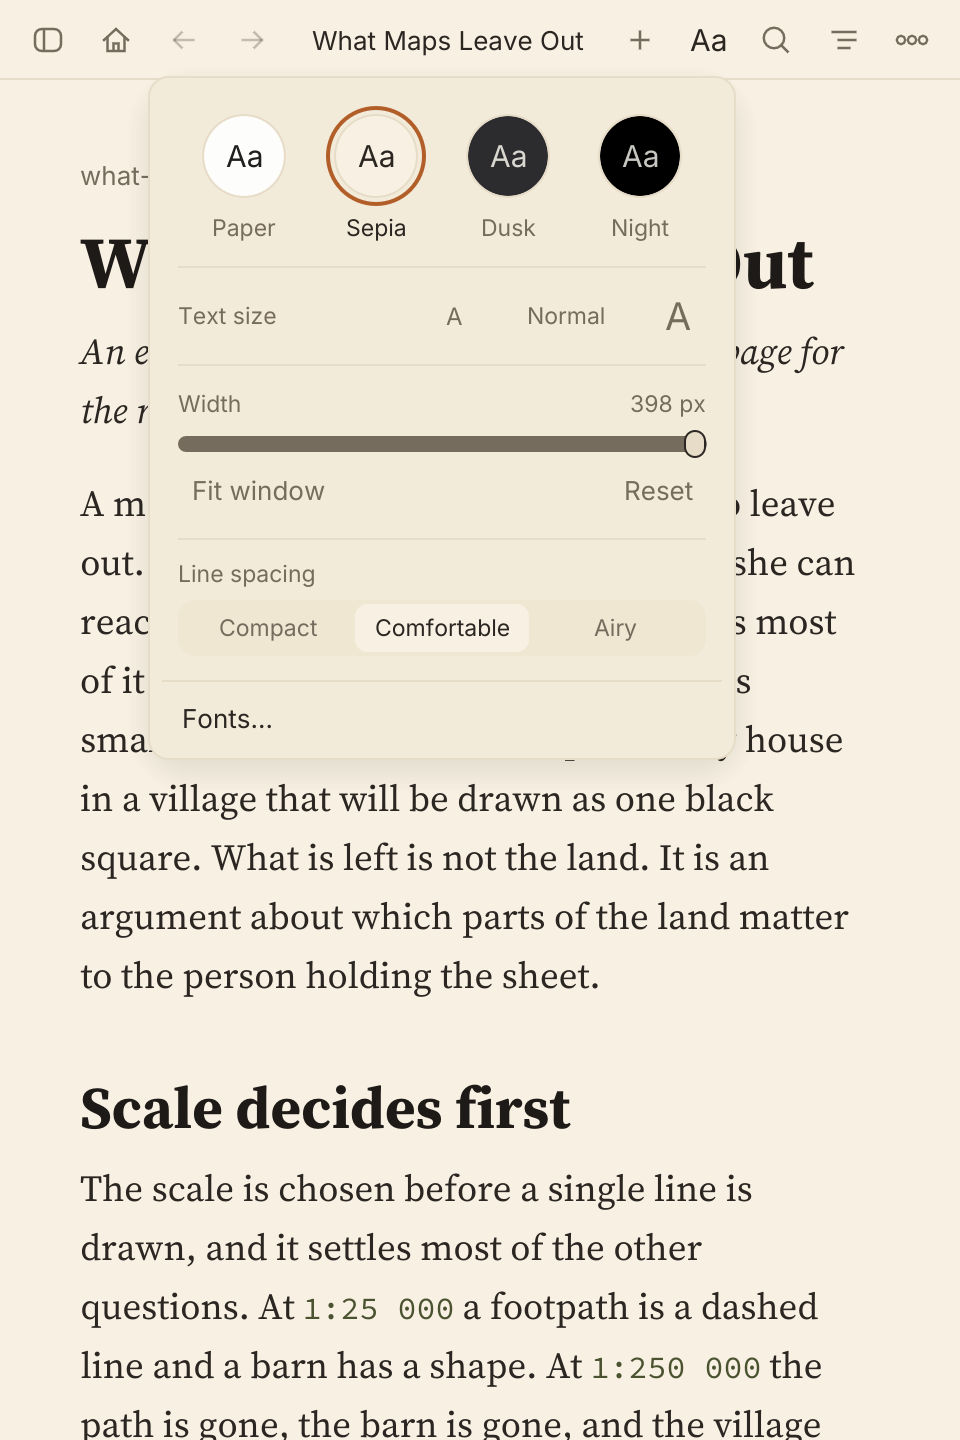 What Maps Leave Out
Aa
Aa Aa Aa Aa
Paper Sepia Dusk Night
Text size A Normal A
Width 398 px
Fit window Reset
Line spacing
Compact Comfortable Airy
Fonts...
what-
Out
An e page for
the
A m leave
out. she can
most
of it
house
in a village that will be drawn as one black
square. What is left is not the land. It is an
argument about which parts of the land matter
to the person holding the sheet.
Scale decides first
The scale is chosen before a single line is
drawn, and it settles most of the other
questions. At 1:25 000 a footpath is a dashed
line and a barn has a shape. At 1:250 000 the
path is gone, the barn is gone, and the village